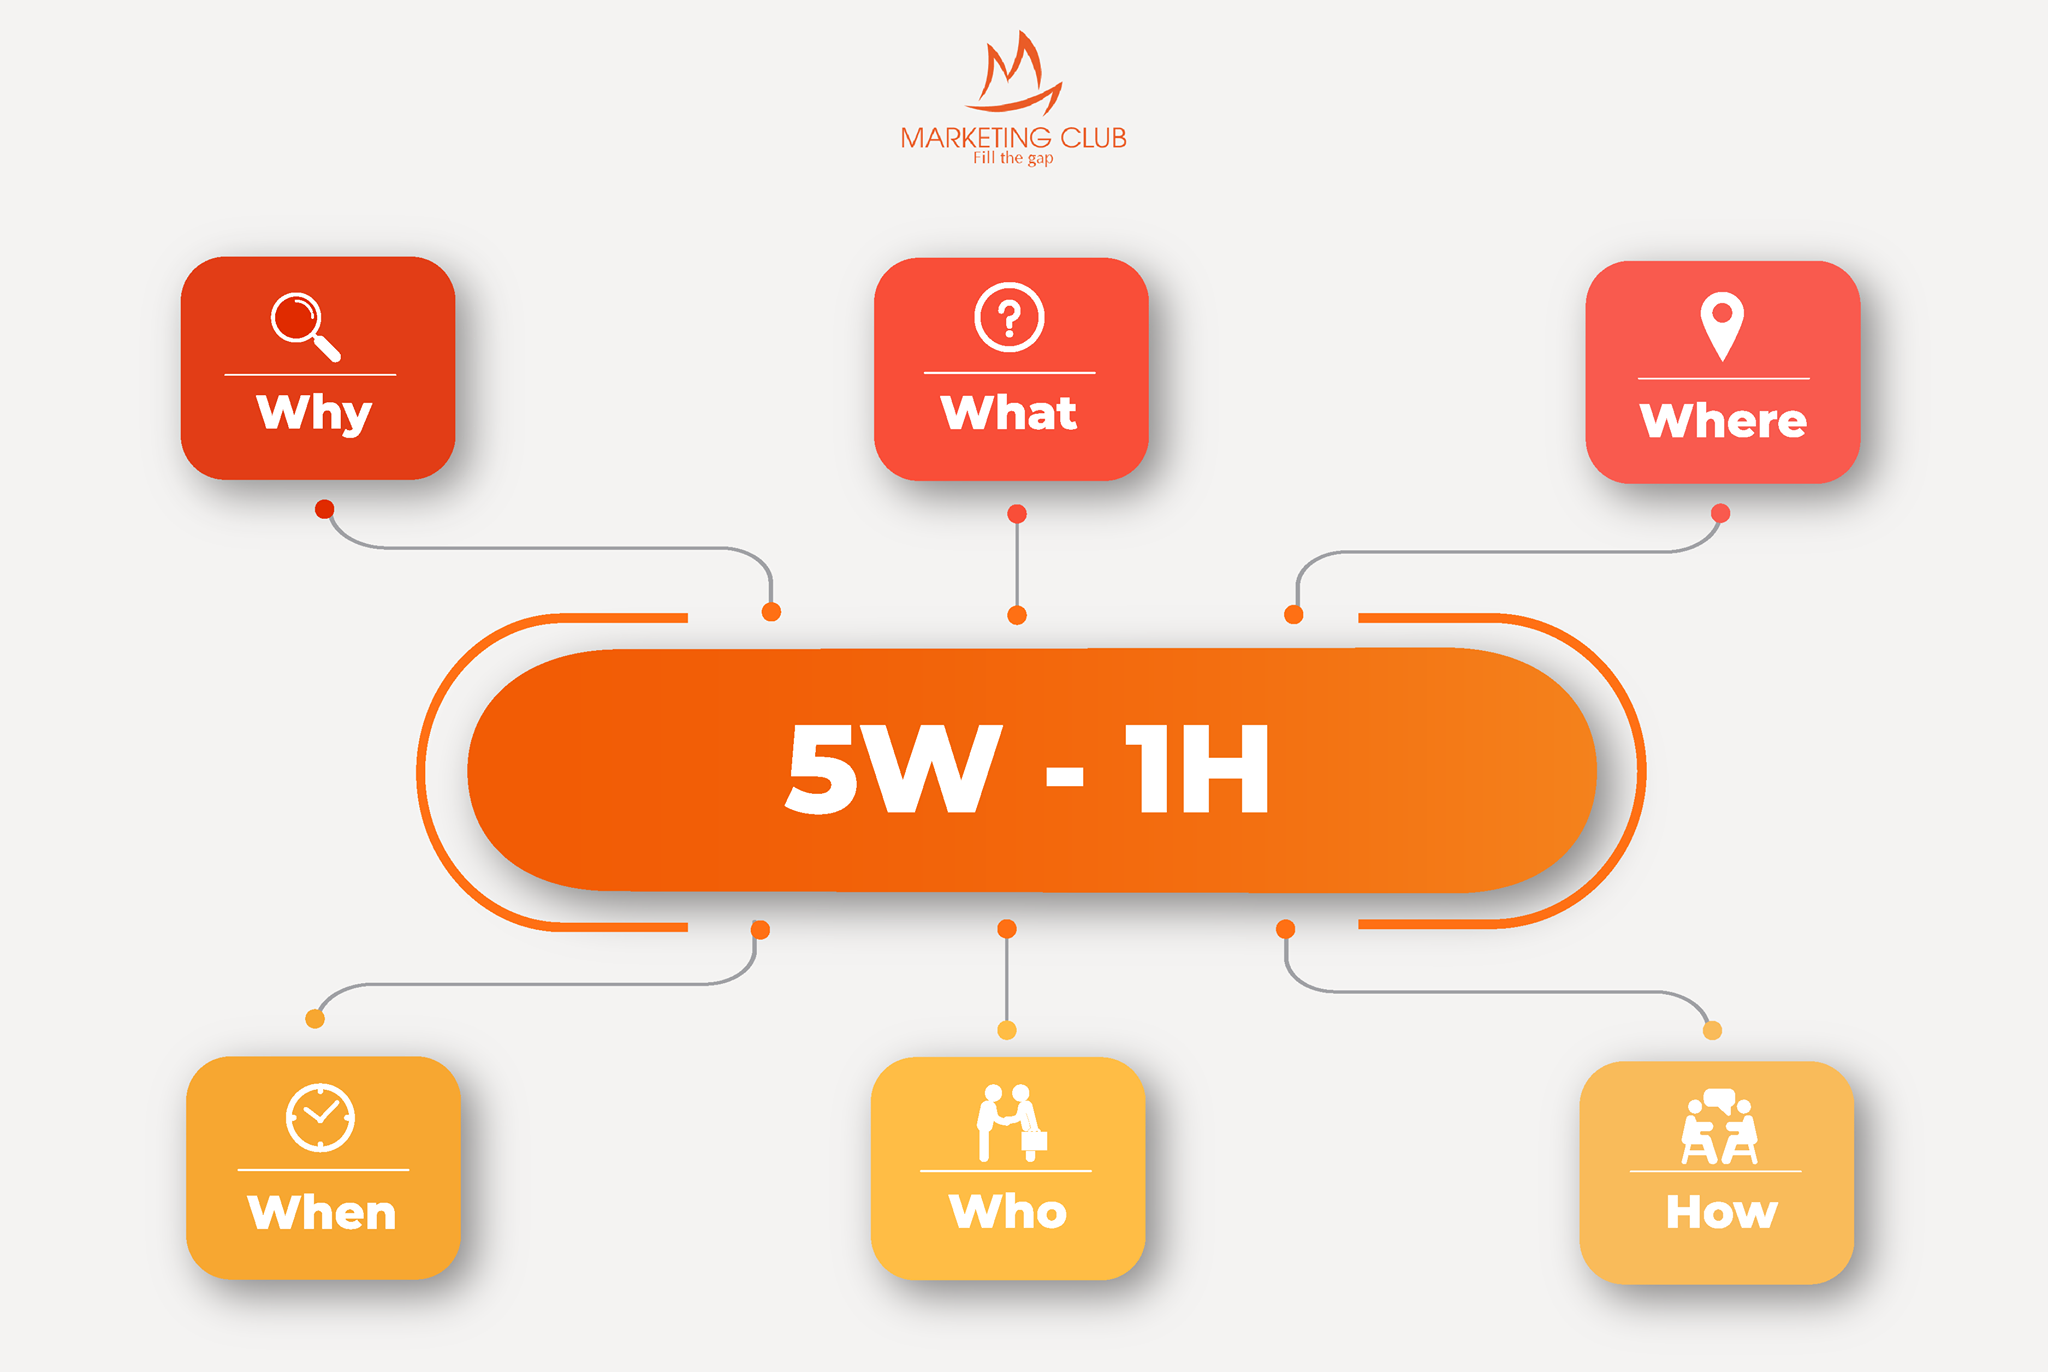 MARKETING CLUB
Fill the gap
Why
What
Where
5W - 1H
When
Who
How